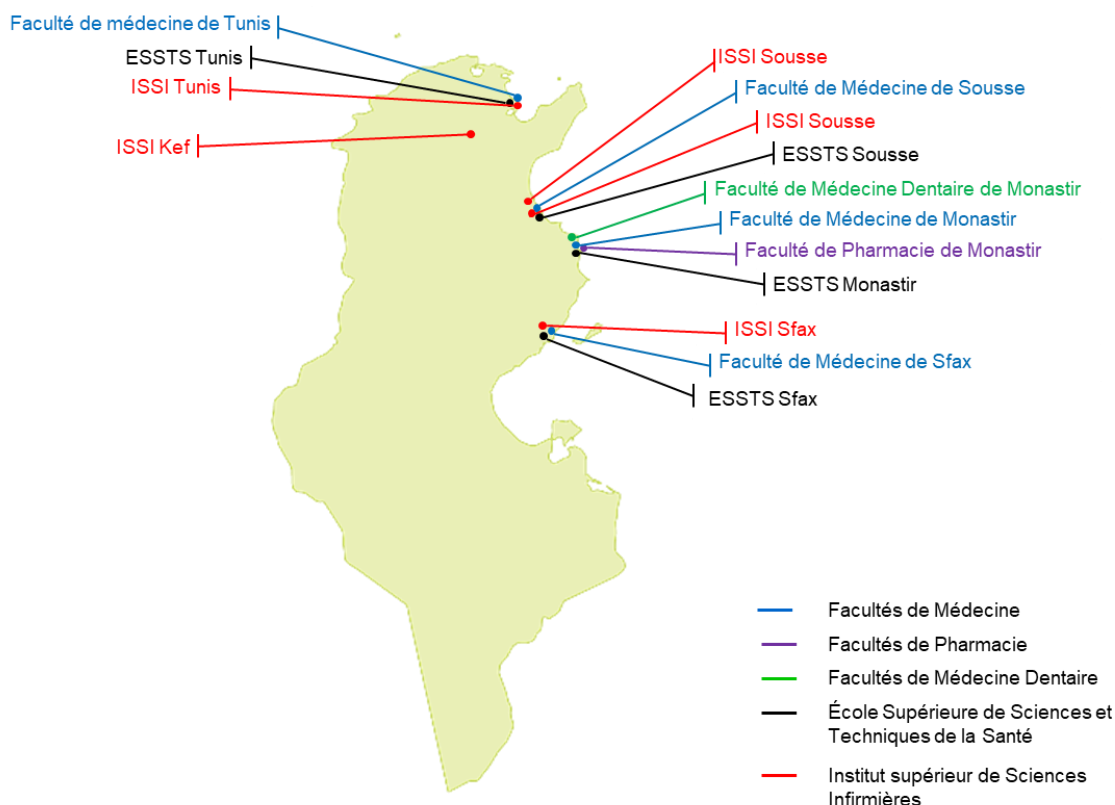 Faculté de médecine de Tunis
ESSTS Tunis
ISSI Tunis
ISSI Kef
ISSI Sousse
Faculté de Médecine de Sousse
ISSI Sousse
ESSTS Sousse
Faculté de Médecine Dentaire de Monastir
Faculté de Médecine de Monastir
Faculté de Pharmacie de Monastir
ESSTS Monastir
ISSI Sfax
Faculté de Médecine de Sfax
ESSTS Sfax
Facultés de Médecine
Facultés de Pharmacie
Facultés de Médecine Dentaire
École Supérieure de Sciences et
Techniques de la Santé
Institut supérieur de Sciences
Infirmières